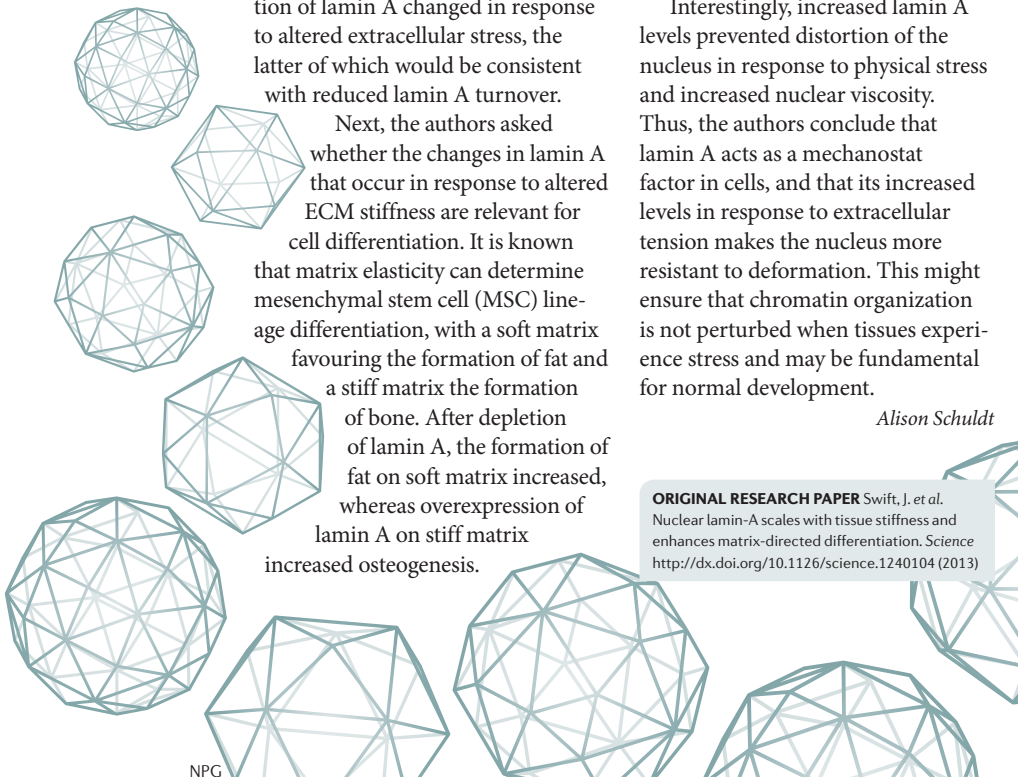 tion of lamin A changed in response
to altered extracellular stress, the
latter of which would be consistent
with reduced lamin A turnover.
Next, the authors asked
whether the changes in lamin A
that occur in response to altered
ECM stiffness are relevant for
cell differentiation. It is known
that matrix elasticity can determine
mesenchymal stem cell (MSC) line-
age differentiation, with a soft matrix
favouring the formation of fat and
a stiff matrix the formation
of bone. After depletion
of lamin A, the formation of
fat on soft matrix increased,
whereas overexpression of
lamin A on stiff matrix
increased osteogenesis.
Interestingly, increased lamin A
levels prevented distortion of the
nucleus in response to physical stress
and increased nuclear viscosity.
Thus, the authors conclude that
lamin A acts as a mechanostat
factor in cells, and that its increased
levels in response to extracellular
tension makes the nucleus more
resistant to deformation. This might
ensure that chromatin organization
is not perturbed when tissues experi-
ence stress and may be fundamental
for normal development.
Alison Schuldt
ORIGINAL RESEARCH PAPER Swift, J. et al.
Nuclear lamin-A scales with tissue stiffness and
enhances matrix-directed differentiation. Science
http://dx.doi.org/10.1126/science.1240104 (2013)
NPG